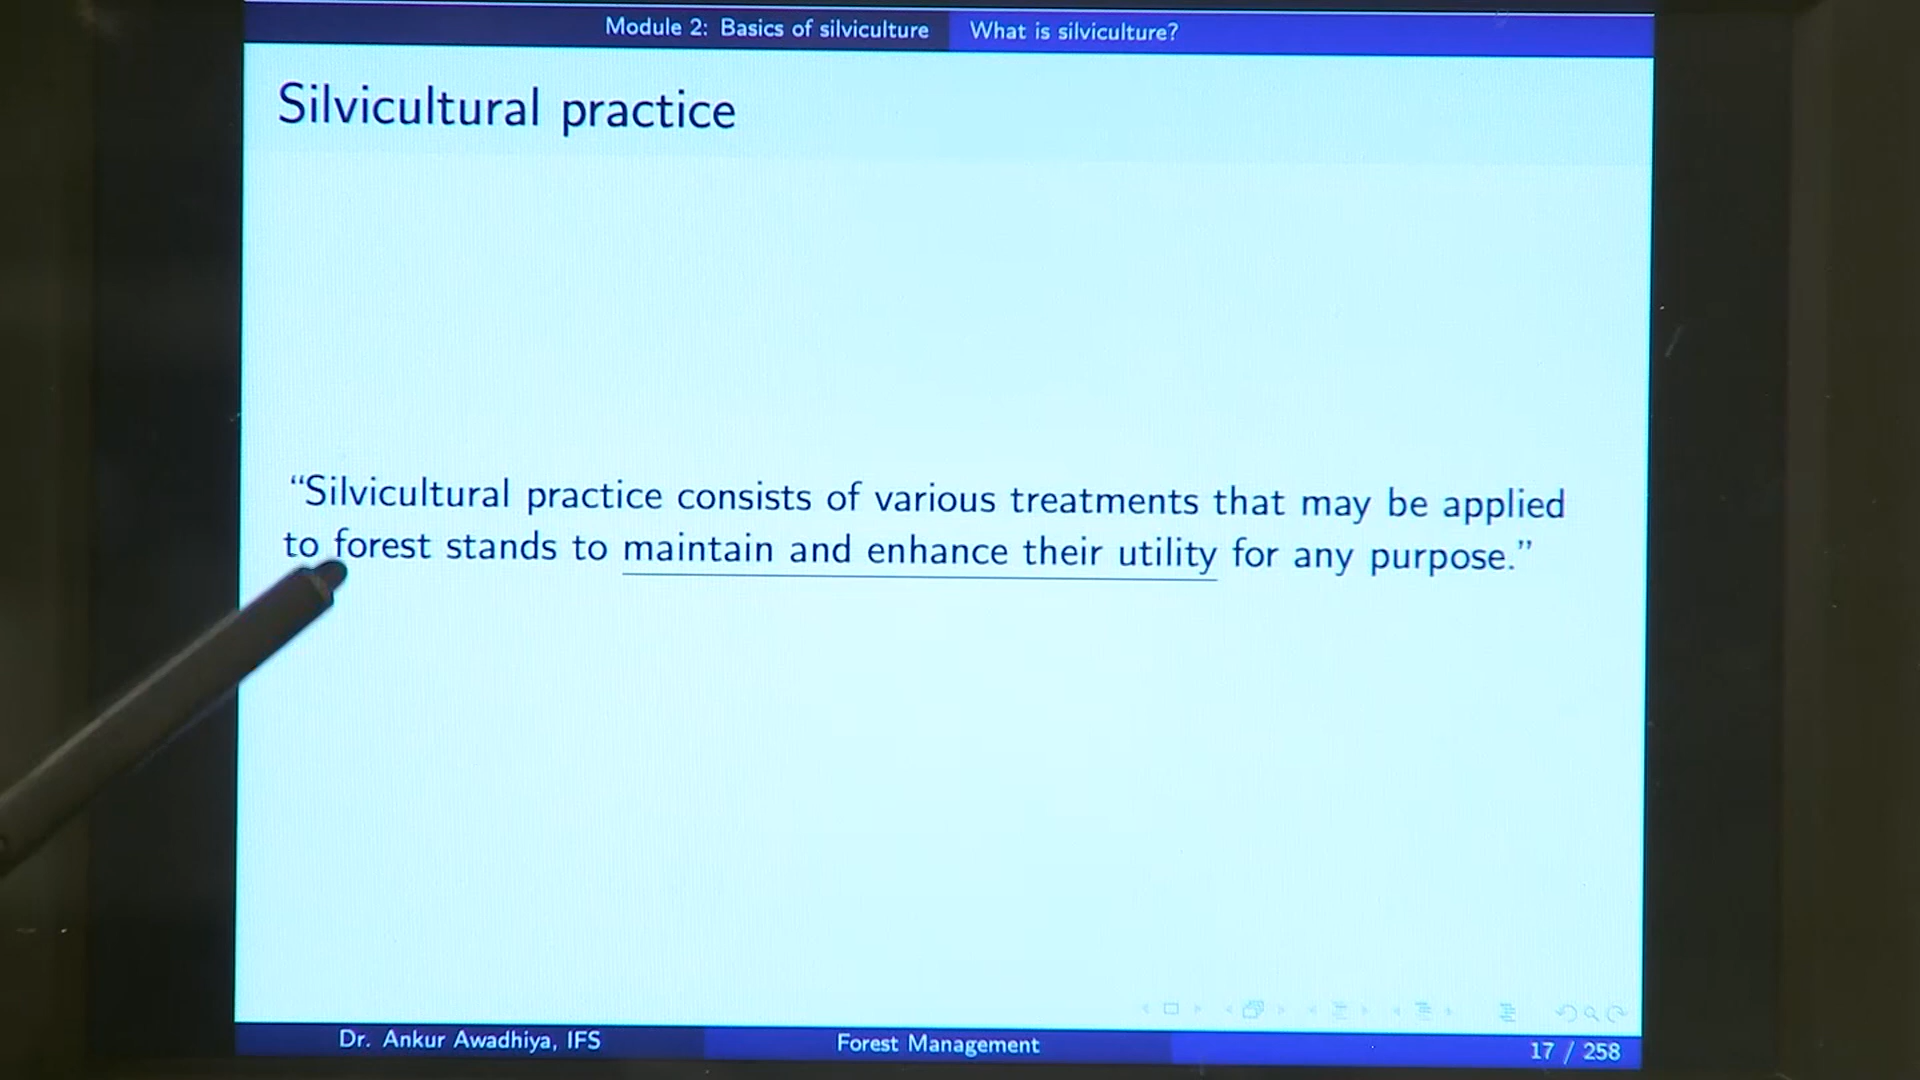 Module 2: Basics of silviculture What is silviculture?
Silvicultural practice
“Silvicultural practice consists of various treatments that may be applied
to forest stands to maintain and enhance their utility for any purpose.”
Dr. Ankur Awadhiya, IFS Forest Management 17 / 258